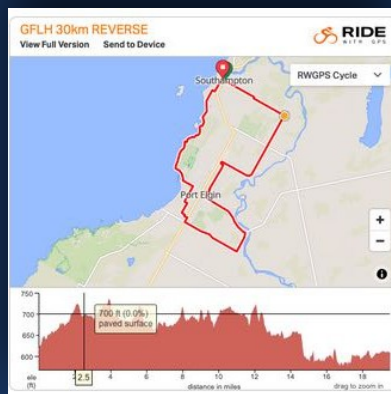 GFLH 30km REVERSE
View Full Version Send to Device
RIDE
WITH GPS
RWGPS Cycle
Southampton
Port Elgin
+
−
i
750
700
650
600
ele
(ft)
700 ft (0.0%)
paved surface
2.5
4 6 8 10 12 14 16 18
distance in miles
drag to zoom in